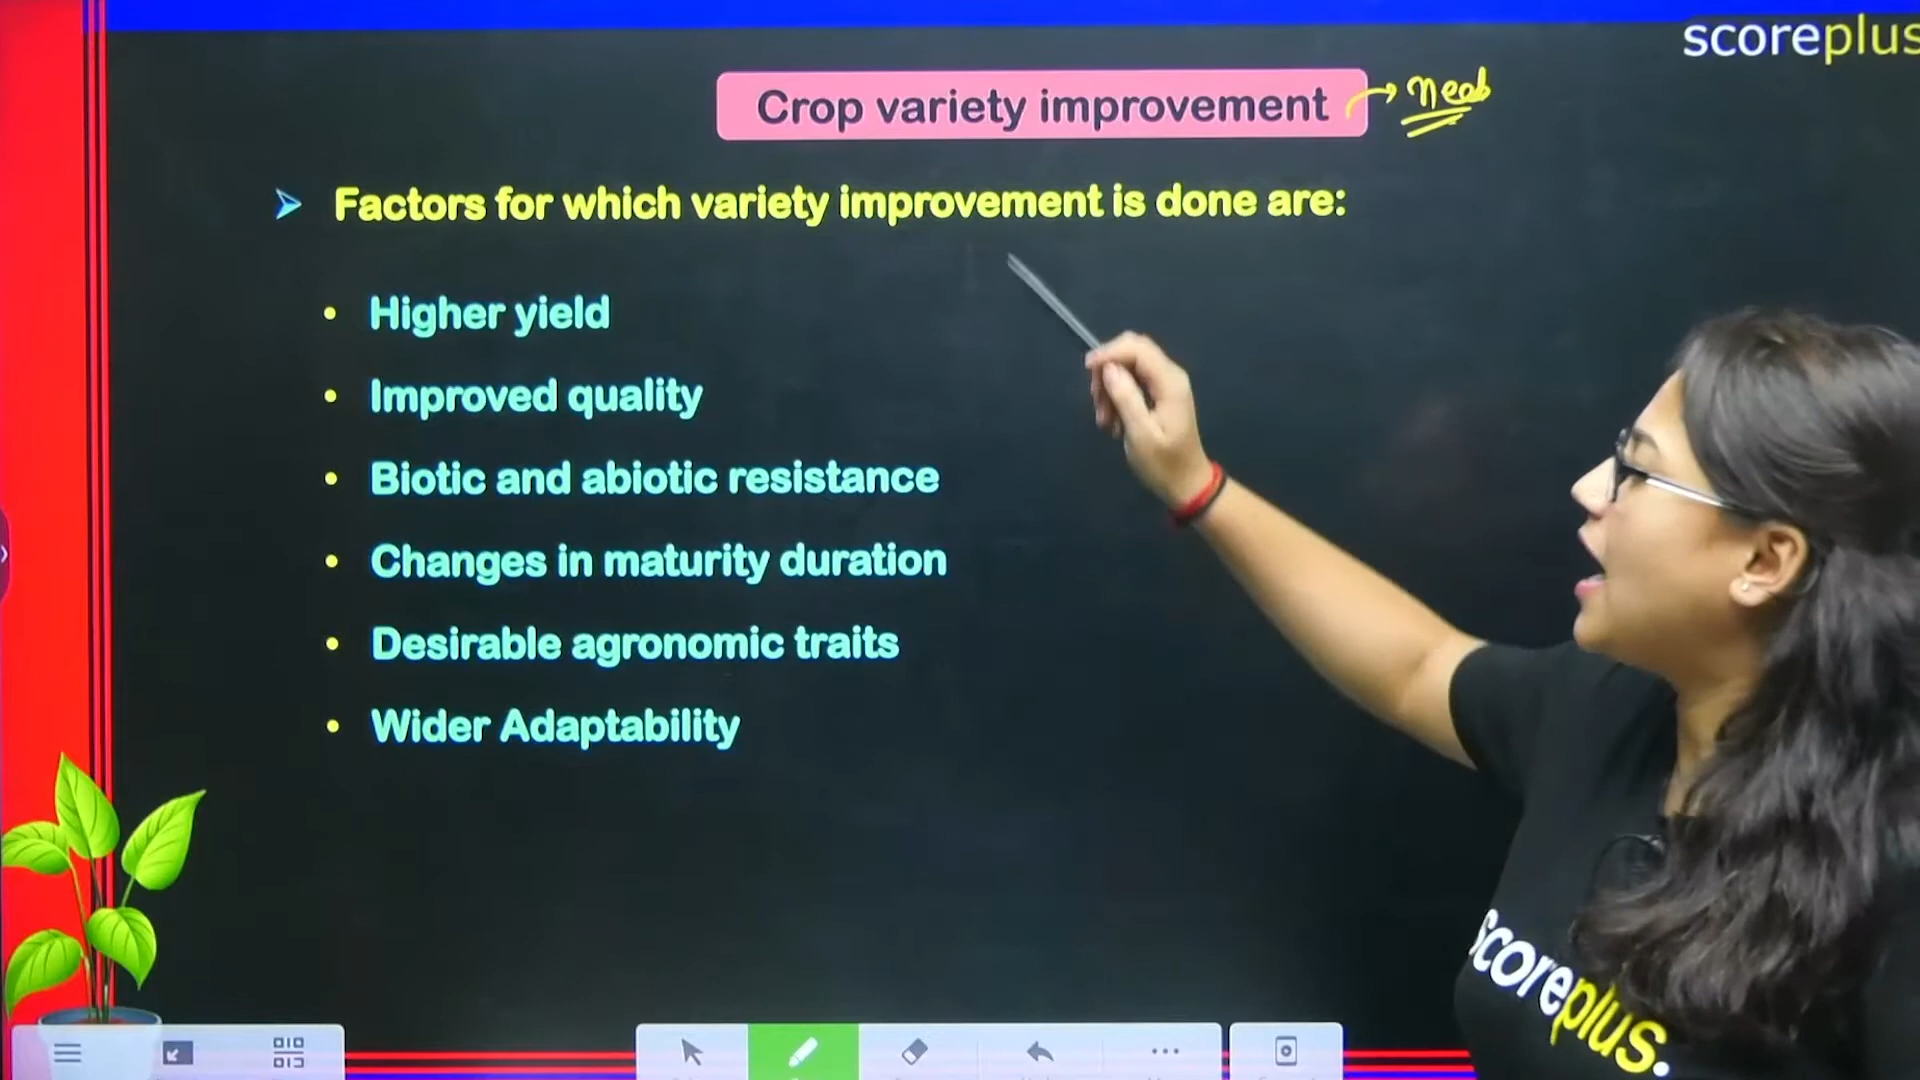 scoreplus
Crop variety improvement → need
Factors for which variety improvement is done are:
• Higher yield
• Improved quality
• Biotic and abiotic resistance
• Changes in maturity duration
• Desirable agronomic traits
• Wider Adaptability
scoreplus.